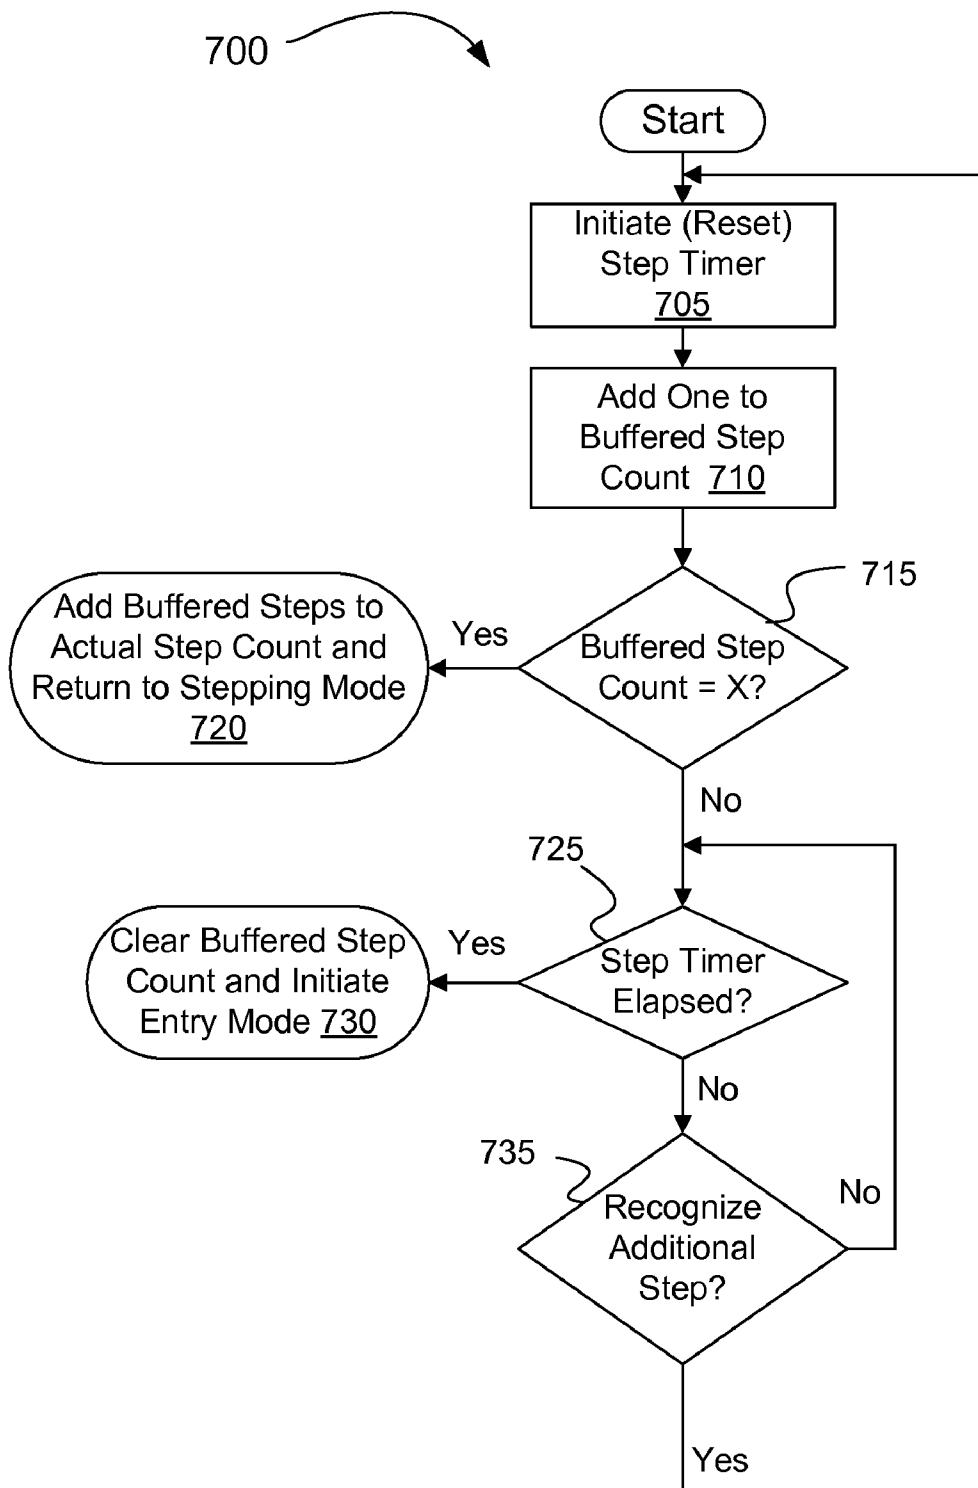 700
Start
Initiate (Reset)
Step Timer
705
Add One to
Buffered Step
Count 710
715
Buffered Step
Count = X?
Yes
Add Buffered Steps to
Actual Step Count and
Return to Stepping Mode
720
No
725
Step Timer
Elapsed?
Yes
Clear Buffered Step
Count and Initiate
Entry Mode 730
No
735
Recognize
Additional
Step?
No
Yes